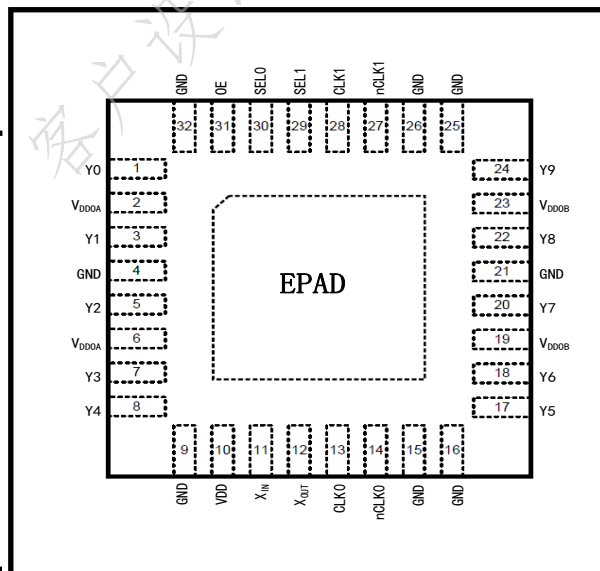 客户设
GND OE SEL0 SEL1 CLK1 nCLK1 GND GND
32 31 30 29 28 27 26 25
Y0 1 24 Y9
VDDOA 2 23 VDDOB
Y1 3 22 Y8
GND 4 21 GND
EPAD
Y2 5 20 Y7
VDDOA 6 19 VDDOB
Y3 7 18 Y6
Y4 8 17 Y5
9 10 11 12 13 14 15 16
GND VDD XIN XOUT CLK0 nCLK0 GND GND